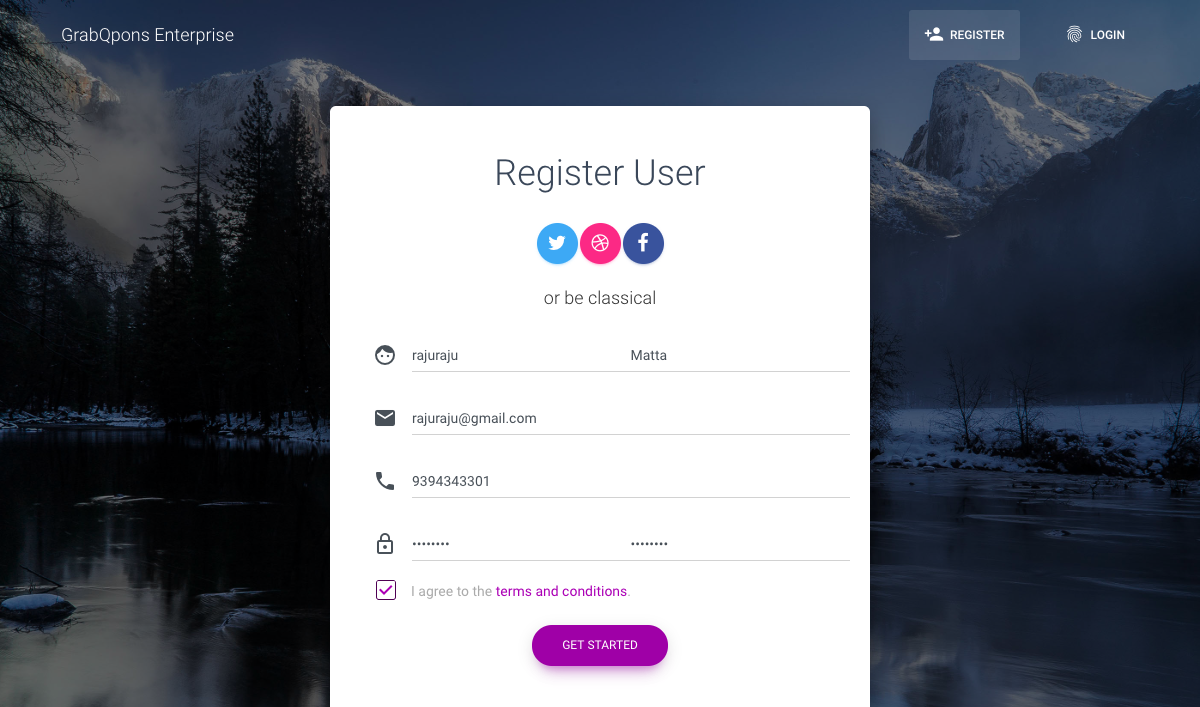 GrabQpons Enterprise
REGISTER
LOGIN
Register User
or be classical
rajuraju Matta
rajuraju@gmail.com
9394343301
•••••••• ••••••••
I agree to the terms and conditions.
GET STARTED